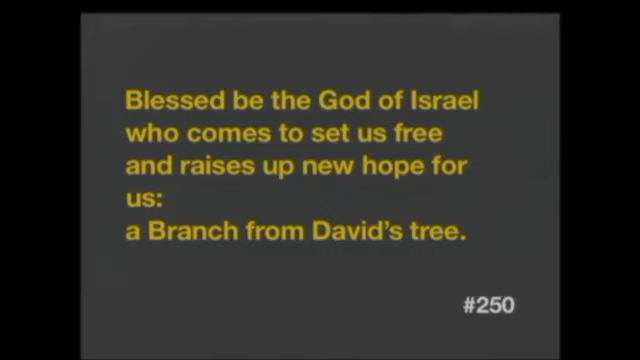 Blessed be the God of Israel
who comes to set us free
and raises up new hope for
us:
a Branch from David's tree.
#250